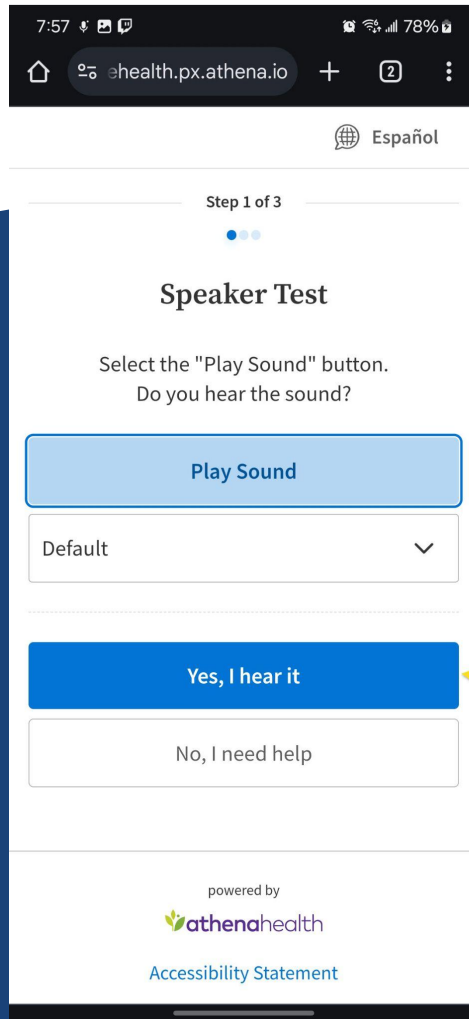 7:57 78%
ehealth.px.athena.io 2
Español
Step 1 of 3
Speaker Test
Select the "Play Sound" button.
Do you hear the sound?
Play Sound
Default
Yes, I hear it
No, I need help
powered by
athenahealth
Accessibility Statement